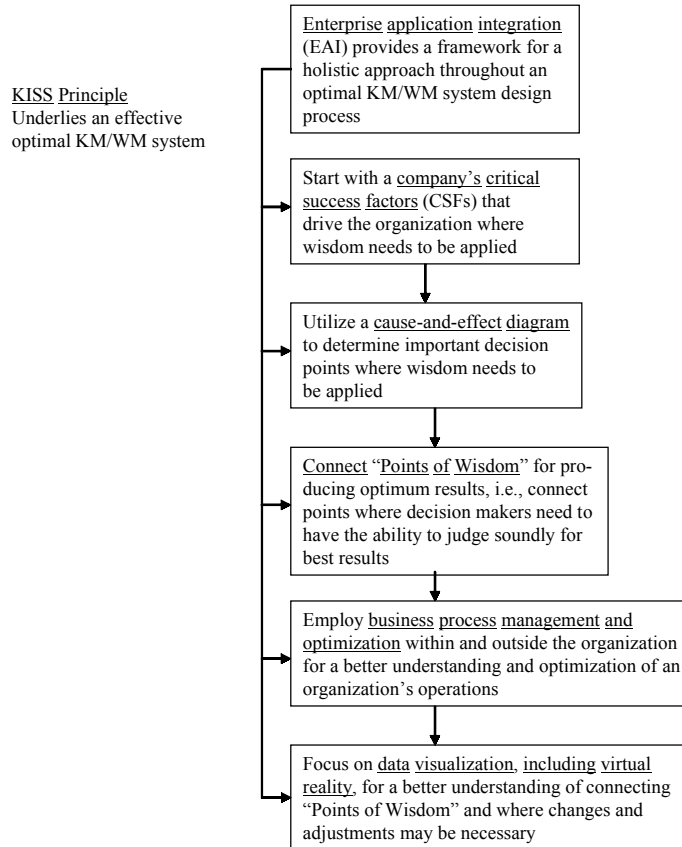 Enterprise application integration
(EAI) provides a framework for a
holistic approach throughout an
optimal KM/WM system design
process
KISS Principle
Underlies an effective
optimal KM/WM system
Start with a company’s critical
success factors (CSFs) that
drive the organization where
wisdom needs to be applied
Utilize a cause-and-effect diagram
to determine important decision
points where wisdom needs to
be applied
Connect “Points of Wisdom” for pro-
ducing optimum results, i.e., connect
points where decision makers need to
have the ability to judge soundly for
best results
Employ business process management and
optimization within and outside the organization
for a better understanding and optimization of an
organization’s operations
Focus on data visualization, including virtual
reality, for a better understanding of connecting
“Points of Wisdom” and where changes and
adjustments may be necessary